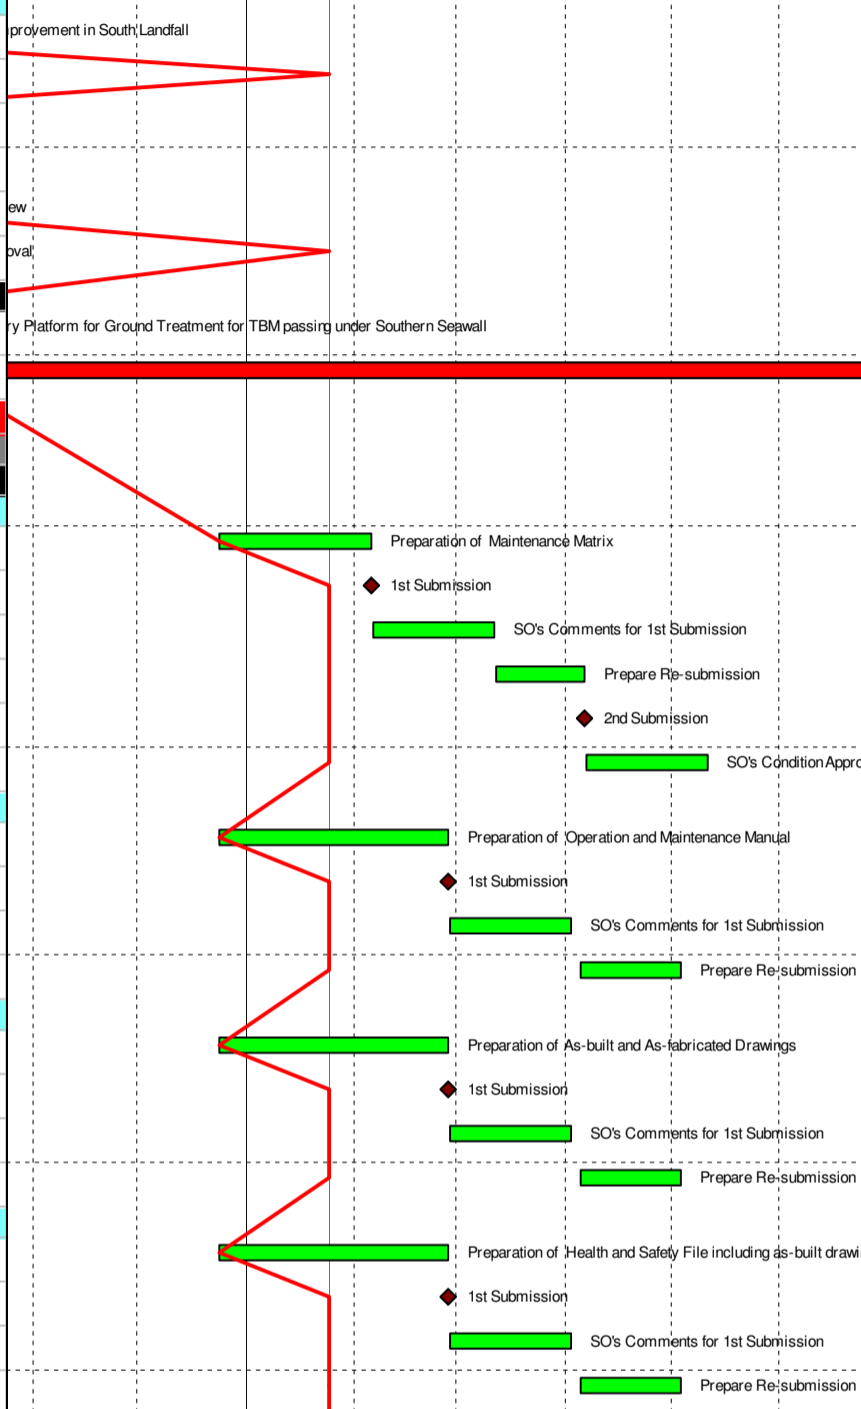 provement in South Landfall
ew
oval
ry Platform for Ground Treatment for TBM passing under Southern Seawall
Preparation of Maintenance Matrix
1st Submission
SO's Comments for 1st Submission
Prepare Re-submission
2nd Submission
SO's Condition Appro
Preparation of Operation and Maintenance Manual
1st Submission
SO's Comments for 1st Submission
Prepare Re-submission
Preparation of As-built and As-fabricated Drawings
1st Submission
SO's Comments for 1st Submission
Prepare Re-submission
Preparation of Health and Safety File including as-built drawi
1st Submission
SO's Comments for 1st Submission
Prepare Re-submission